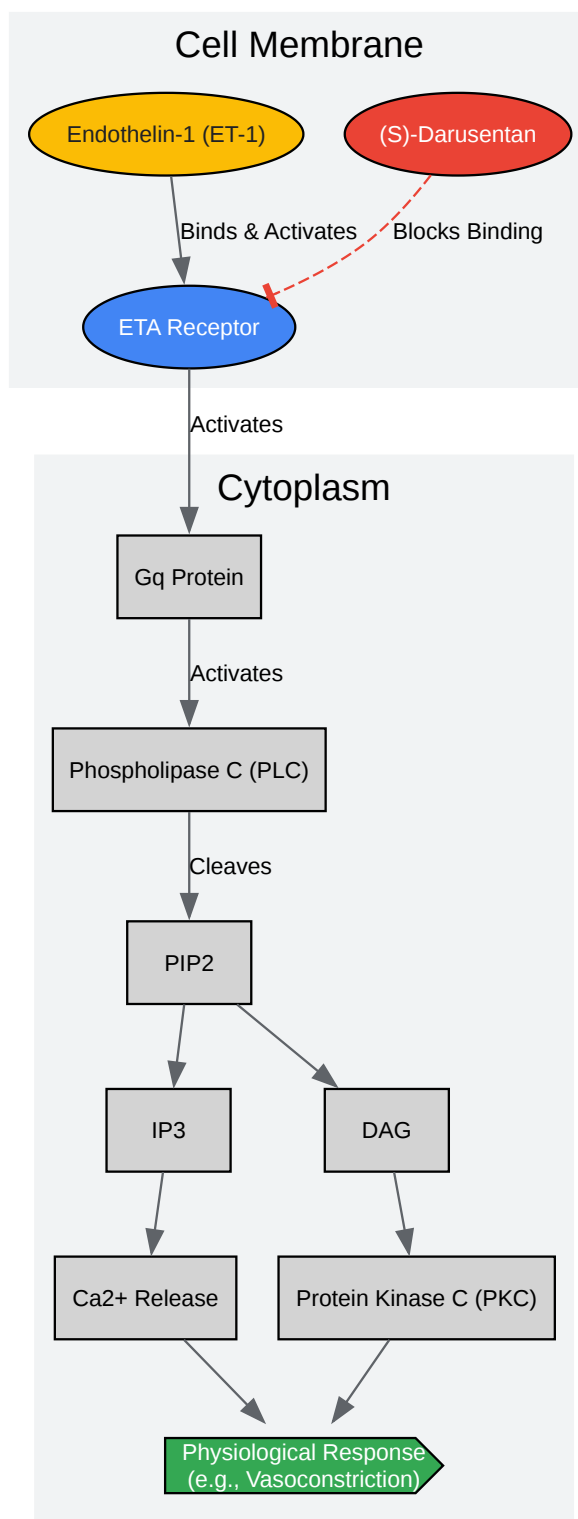 Cell Membrane
Endothelin-1 (ET-1)
(S)-Darusentan
Binds & Activates
Blocks Binding
ETA Receptor
Activates
Cytoplasm
Gq Protein
Activates
Phospholipase C (PLC)
Cleaves
PIP2
IP3
DAG
Ca2+ Release
Protein Kinase C (PKC)
Physiological Response
(e.g., Vasoconstriction)